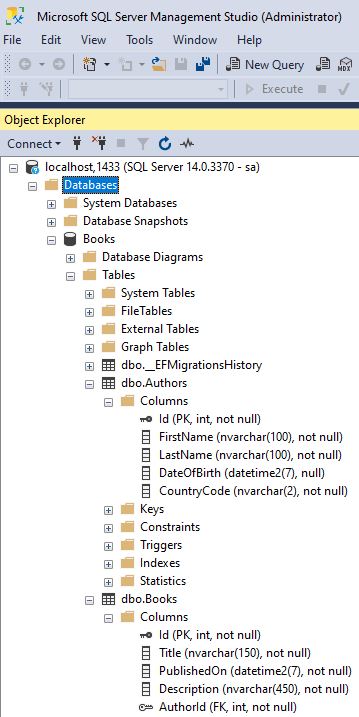 Microsoft SQL Server Management Studio (Administrator)
File Edit View Tools Window Help
New Query MDX
Execute
Object Explorer
Connect
localhost,1433 (SQL Server 14.0.3370 - sa)
Databases
System Databases
Database Snapshots
Books
Database Diagrams
Tables
System Tables
FileTables
External Tables
Graph Tables
dbo.__EFMigrationsHistory
dbo.Authors
Columns
Id (PK, int, not null)
FirstName (nvarchar(100), not null)
LastName (nvarchar(100), not null)
DateOfBirth (datetime2(7), null)
CountryCode (nvarchar(2), not null)
Keys
Constraints
Triggers
Indexes
Statistics
dbo.Books
Columns
Id (PK, int, not null)
Title (nvarchar(150), not null)
PublishedOn (datetime2(7), not null)
Description (nvarchar(450), not null)
AuthorId (FK, int, not null)